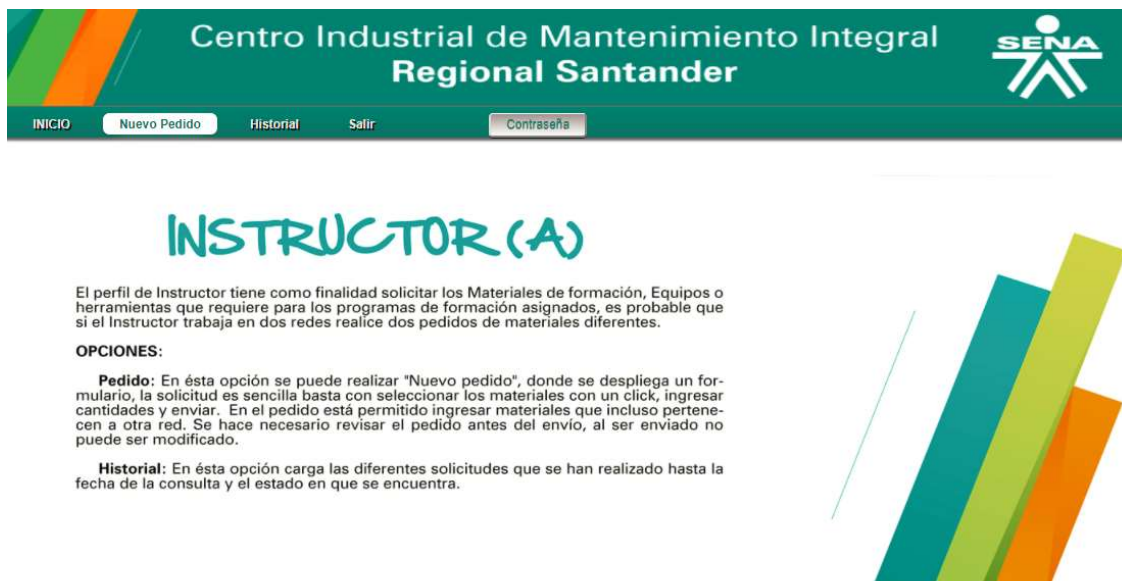 Centro Industrial de Mantenimiento Integral
Regional Santander
SENA
INICIO Nuevo Pedido Historial Salir Contraseña
INSTRUCTOR(A)
El perfil de Instructor tiene como finalidad solicitar los Materiales de formación, Equipos o
herramientas que requiere para los programas de formación asignados, es probable que
si el Instructor trabaja en dos redes realice dos pedidos de materiales diferentes.
OPCIONES:
Pedido: En ésta opción se puede realizar "Nuevo pedido", donde se despliega un for-
mulario, la solicitud es sencilla basta con seleccionar los materiales con un click, ingresar
cantidades y enviar. En el pedido está permitido ingresar materiales que incluso pertene-
cen a otra red. Se hace necesario revisar el pedido antes del envío, al ser enviado no
puede ser modificado.
Historial: En ésta opción carga las diferentes solicitudes que se han realizado hasta la
fecha de la consulta y el estado en que se encuentra.